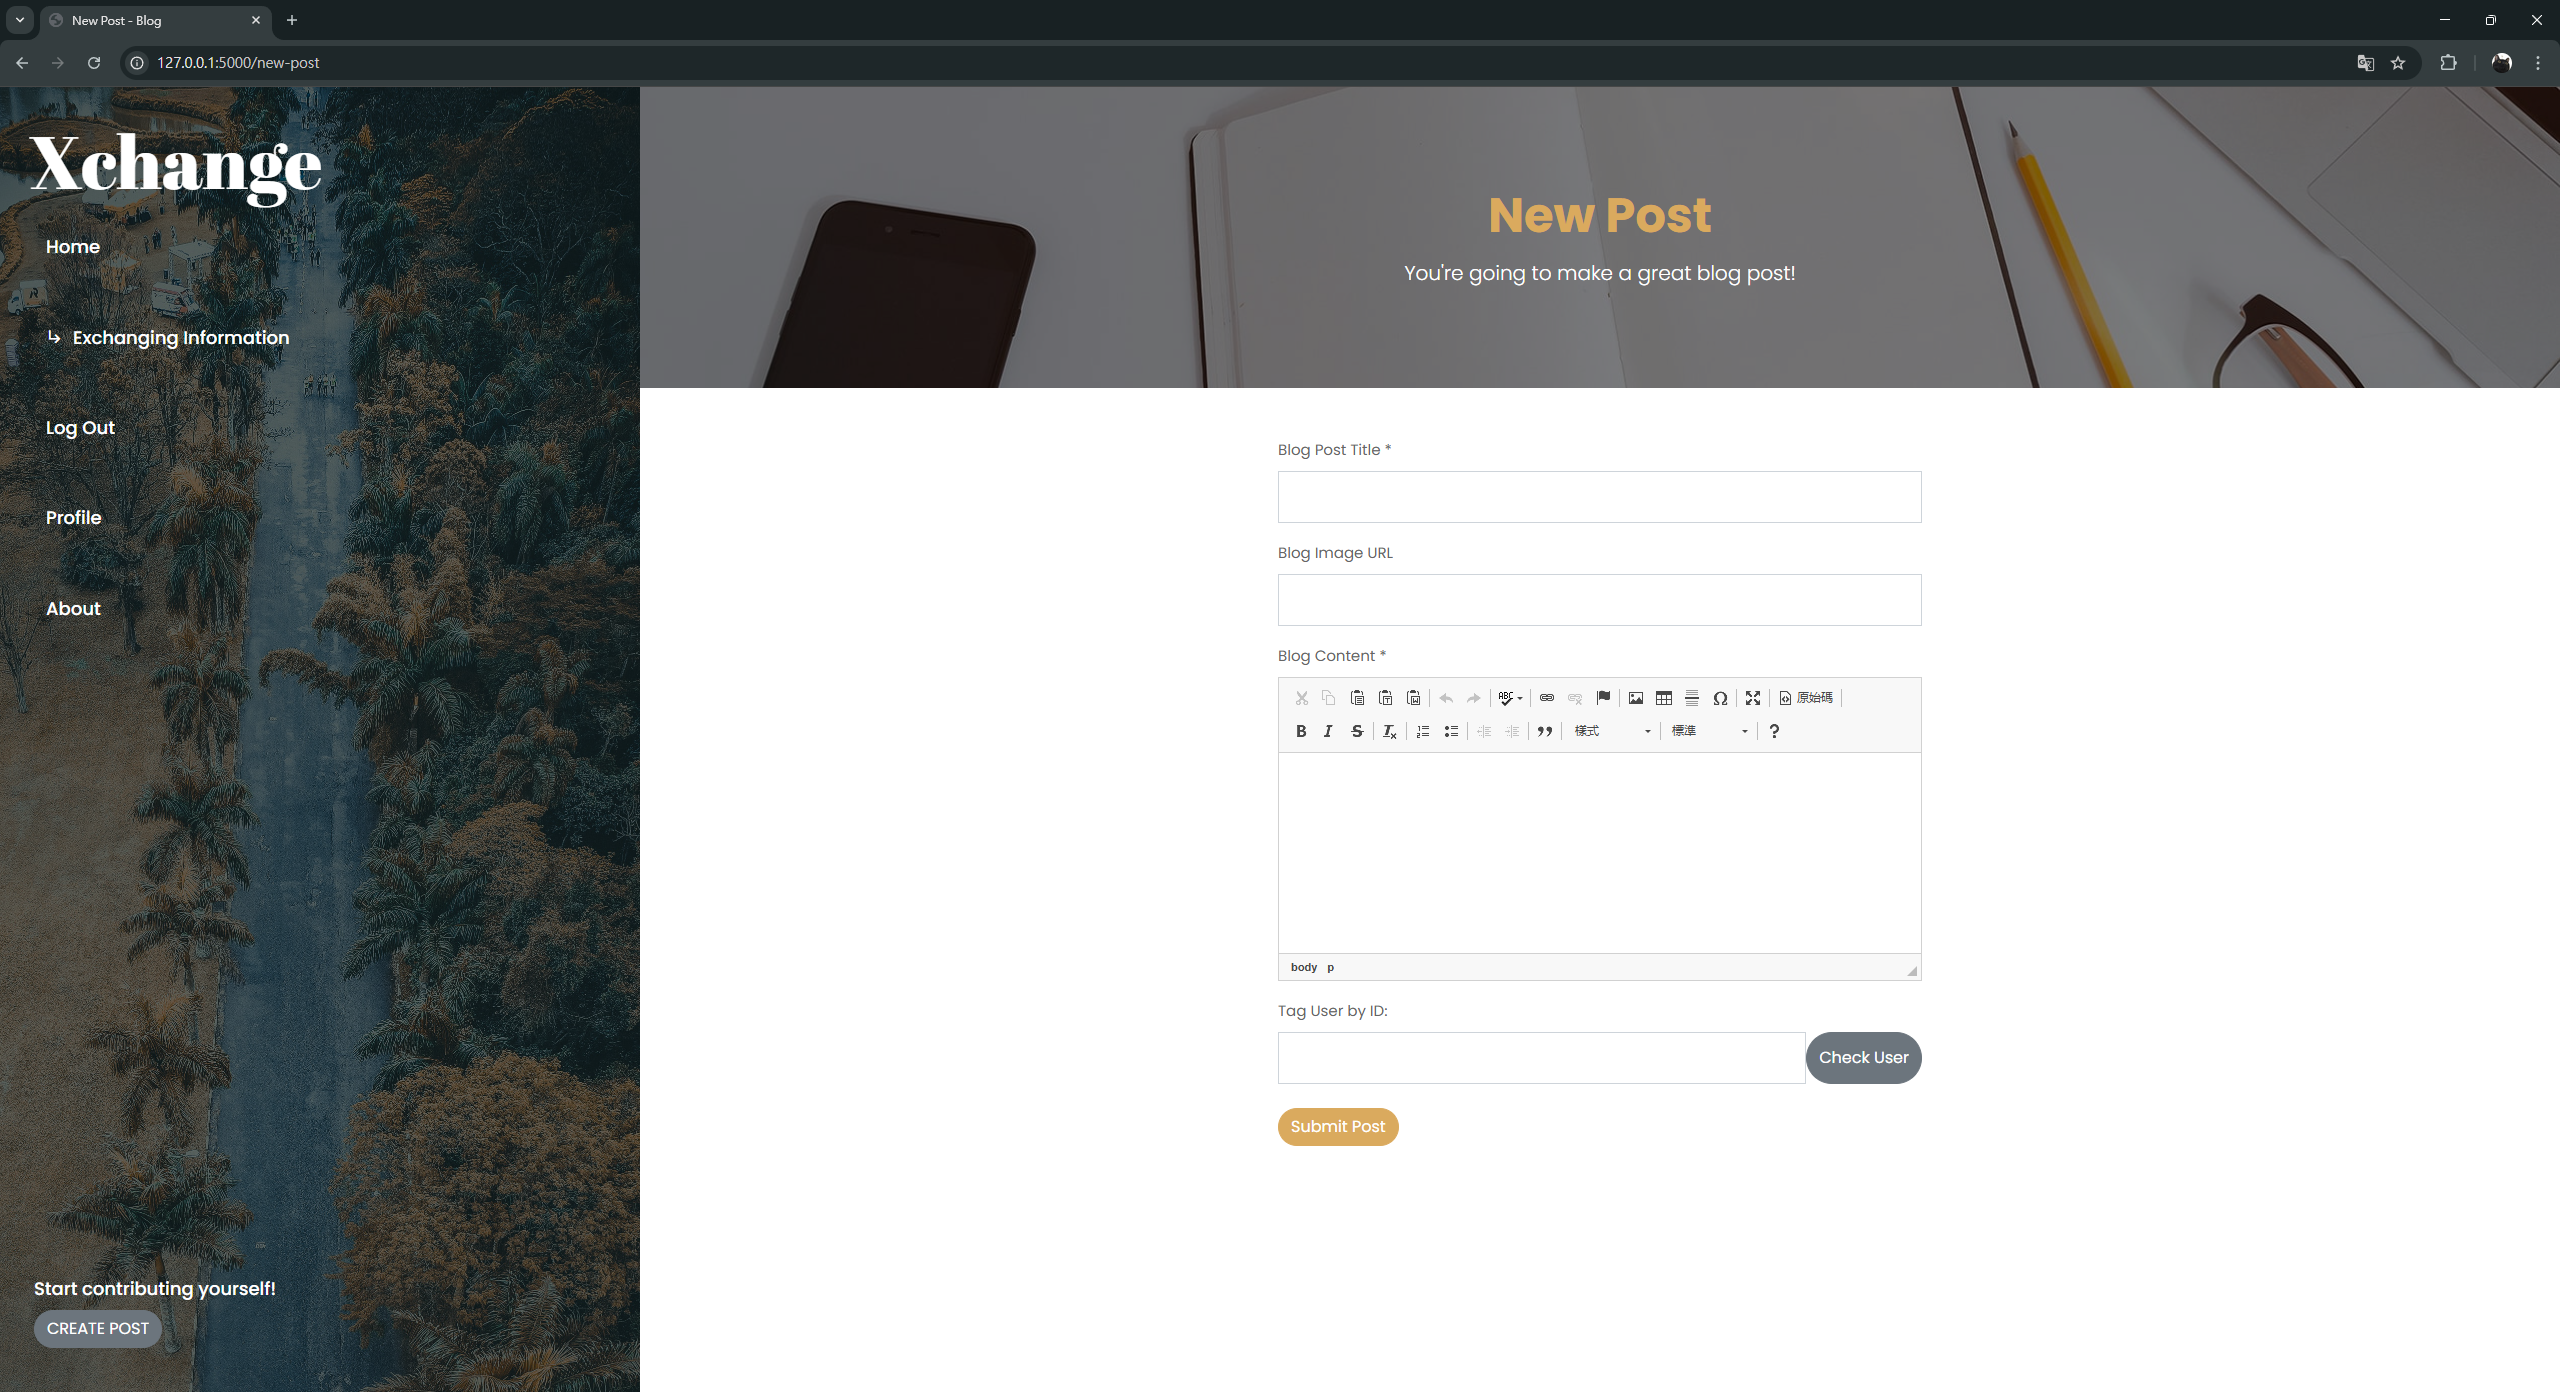 New Post - Blog
127.0.0.1:5000/new-post
Xchange
Home
↳ Exchanging Information
Log Out
Profile
About
Start contributing yourself!
CREATE POST
New Post
You're going to make a great blog post!
Blog Post Title *
Blog Image URL
Blog Content *
ABC Ω 原始碼
B I S Tx 樣式 標準 ?
body p
Tag User by ID:
Check User
Submit Post